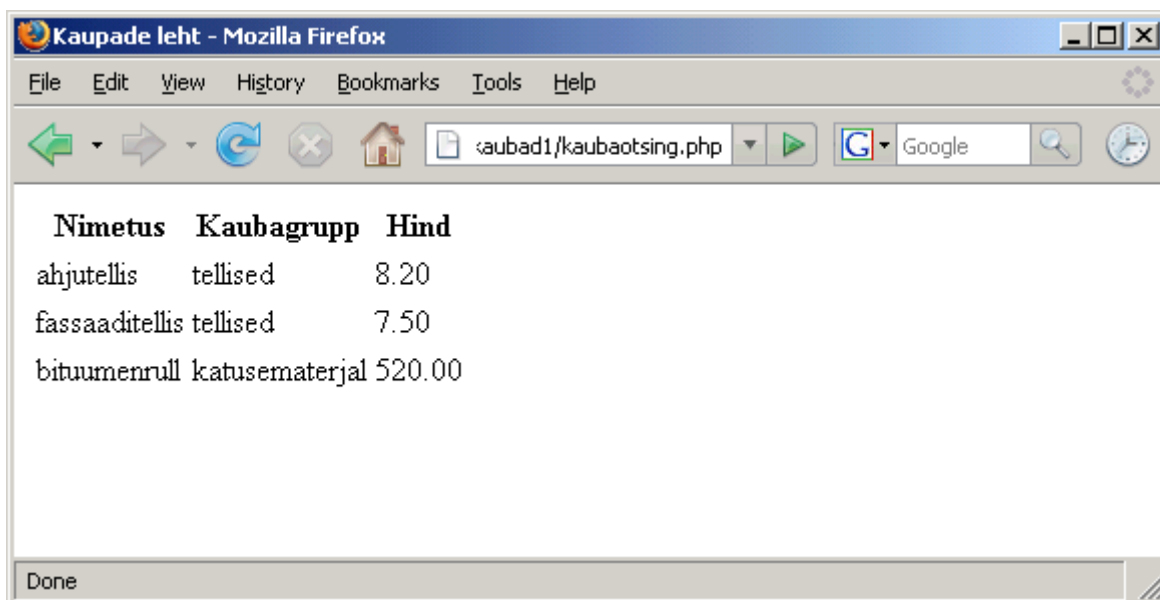 Kaupade leht - Mozilla Firefox
File Edit View History Bookmarks Tools Help
aubad1/kaubaotsing.php G Google
Nimetus Kaubagrupp Hind
ahjutellis tellised 8.20
fassaaditellis tellised 7.50
bituumenrull katusematerjal 520.00
Done